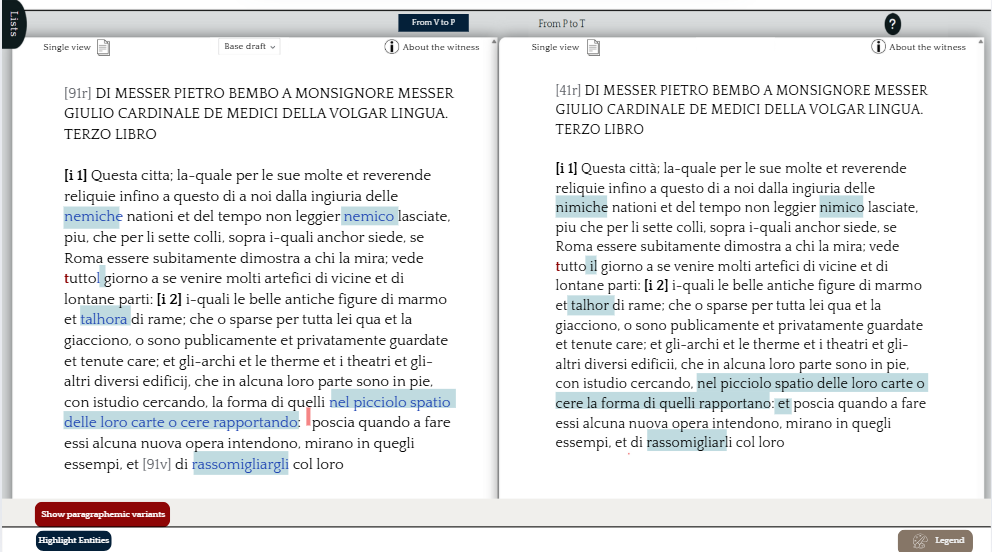 Lists
From V to P
From P to T
?
Single view
Base draft
About the witness
[91r] DI MESSER PIETRO BEMBO A MONSIGNORE MESSER
GIULIO CARDINALE DE MEDICI DELLA VOLGAR LINGUA.
TERZO LIBRO
[i 1] Questa citta; la-quale per le sue molte et reverende
reliquie infino a questo di a noi dalla ingiuria delle
nemiche nationi et del tempo non leggier nemico lasciate,
piu, che per li sette colli, sopra i-quali anchor siede, se
Roma essere subitamente dimostra a chi la mira; vede
tuttol giorno a se venire molti artefici di vicine et di
lontane parti: [i 2] i-quali le belle antiche figure di marmo
et talhora di rame; che o sparse per tutta lei qua et la
giacciono, o sono publicamente et privatamente guardate
et tenute care; et gli-archi et le therme et i theatri et gli-
altri diversi edificij, che in alcuna loro parte sono in pie,
con istudio cercando, la forma di quelli nel picciolo spatio
delle loro carte o cere rapportando: poscia quando a fare
essi alcuna nuova opera intendono, mirano in quegli
essempi, et [91v] di rassomigliargli col loro
Single view
About the witness
[41r] DI MESSER PIETRO BEMBO A MONSIGNORE MESSER
GIULIO CARDINALE DE MEDICI DELLA VOLGAR LINGUA.
TERZO LIBRO
[i 1] Questa città; la-quale per le sue molte et reverende
reliquie infino a questo di a noi dalla ingiuria delle
nimiche nationi et del tempo non leggier nimico lasciate,
piu, che per li sette colli, sopra i-quali anchor siede, se
Roma essere subitamente dimostra a chi la mira; vede
tutto il giorno a se venire molti artefici di vicine et di
lontane parti: [i 2] i-quali le belle antiche figure di marmo
et talhor di rame; che o sparse per tutta lei qua et la
giacciono, o sono publicamente et privatamente guardate
et tenute care; et gli-archi et le therme et i theatri et gli-
altri diversi edificii, che in alcuna loro parte sono in pie,
con istudio cercando, nel picciolo spatio delle loro carte o
cere la forma di quelli rapportano: et poscia quando a fare
essi alcuna nuova opera intendono, mirano in quegli
essempi, et di rassomigliarli col loro
Show paragraphemic variants
Highlight Entities
Legend